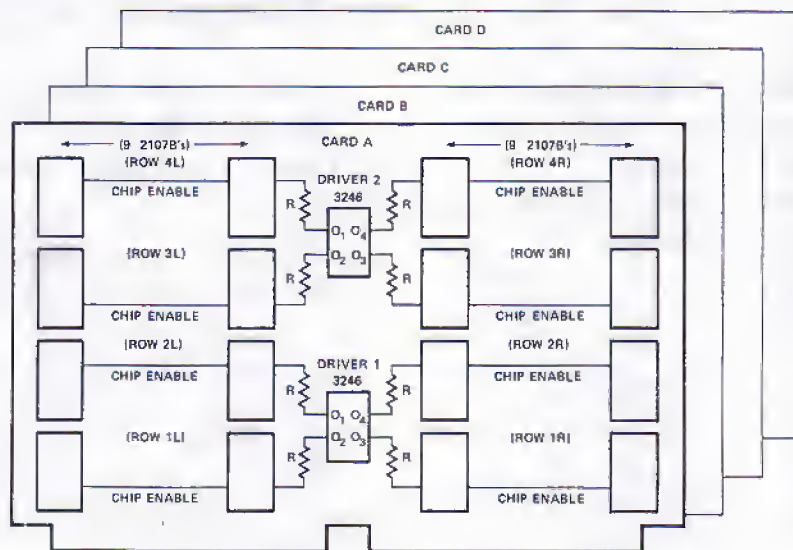 CARD D
CARD C
CARD B
CARD A
(9 2107B's)
(9 2107B's)
(ROW 4L)
(ROW 4R)
CHIP ENABLE
CHIP ENABLE
DRIVER 2
3246
R
R
O1 O4
O2 O3
R
R
(ROW 3L)
(ROW 3R)
CHIP ENABLE
CHIP ENABLE
(ROW 2L)
(ROW 2R)
CHIP ENABLE
CHIP ENABLE
DRIVER 1
3246
R
R
O1 O4
O2 O3
R
R
(ROW 1L)
(ROW 1R)
CHIP ENABLE
CHIP ENABLE